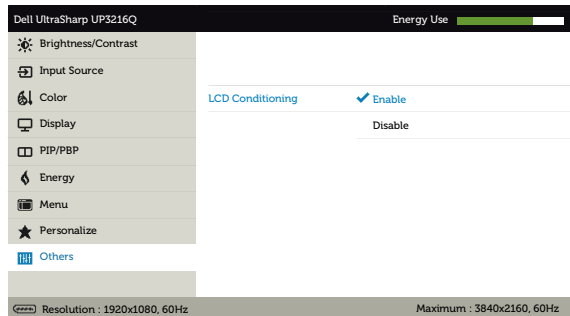 Dell UltraSharp UP3216Q Energy Use
Brightness/Contrast
Input Source
Color
LCD Conditioning Enable
Display
Disable
PIP/PBP
Energy
Menu
Personalize
Others
Resolution : 1920x1080, 60Hz Maximum : 3840x2160, 60Hz